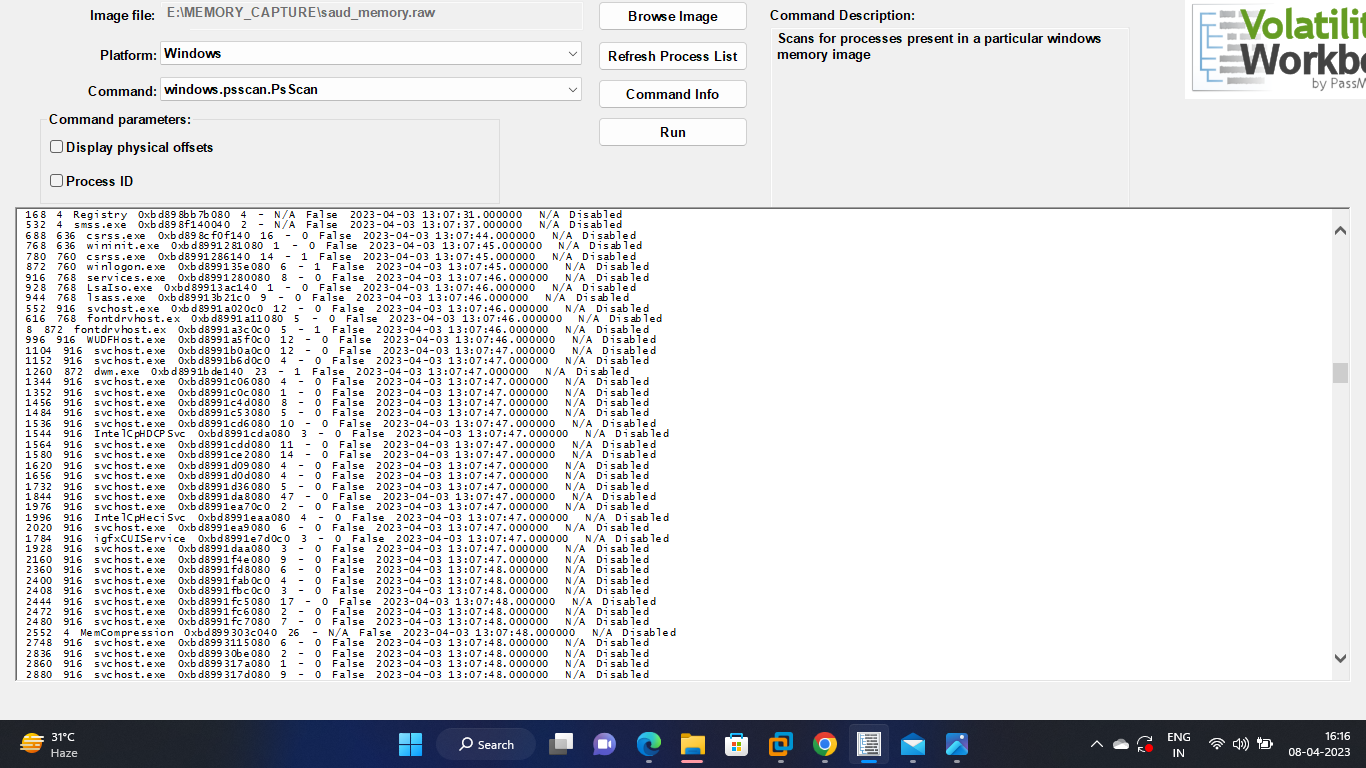 Image file: E:\MEMORY_CAPTURE\saud_memory.raw
Browse Image
Command Description:
Scans for processes present in a particular windows
memory image
Platform: Windows
Refresh Process List
Command: windows.psscan.PsScan
Command Info
Run
Command parameters:
Display physical offsets
Process ID
Volatili
Workbe
by PassM
168 4 Registry 0xbd898bb7b080 4 - N/A False 2023-04-03 13:07:31.000000 N/A Disabled
532 4 smss.exe 0xbd898f140040 2 - N/A False 2023-04-03 13:07:37.000000 N/A Disabled
688 636 csrss.exe 0xbd898cf0f140 16 - 0 False 2023-04-03 13:07:44.000000 N/A Disabled
768 636 wininit.exe 0xbd8991281080 1 - 0 False 2023-04-03 13:07:45.000000 N/A Disabled
780 760 csrss.exe 0xbd8991286140 14 - 1 False 2023-04-03 13:07:45.000000 N/A Disabled
872 760 winlogon.exe 0xbd899135e080 6 - 1 False 2023-04-03 13:07:45.000000 N/A Disabled
916 768 services.exe 0xbd8991280080 8 - 0 False 2023-04-03 13:07:46.000000 N/A Disabled
928 768 LsaIso.exe 0xbd89913ac140 1 - 0 False 2023-04-03 13:07:46.000000 N/A Disabled
944 768 lsass.exe 0xbd89913b21c0 9 - 0 False 2023-04-03 13:07:46.000000 N/A Disabled
552 916 svchost.exe 0xbd8991a020c0 12 - 0 False 2023-04-03 13:07:46.000000 N/A Disabled
616 768 fontdrvhost.ex 0xbd8991a11080 5 - 0 False 2023-04-03 13:07:46.000000 N/A Disabled
8 872 fontdrvhost.ex 0xbd8991a3c0c0 5 - 1 False 2023-04-03 13:07:46.000000 N/A Disabled
996 916 WUDFHost.exe 0xbd8991a5f0c0 12 - 0 False 2023-04-03 13:07:46.000000 N/A Disabled
1104 916 svchost.exe 0xbd8991b0a0c0 12 - 0 False 2023-04-03 13:07:47.000000 N/A Disabled
1152 916 svchost.exe 0xbd8991b6d0c0 4 - 0 False 2023-04-03 13:07:47.000000 N/A Disabled
1260 872 dwm.exe 0xbd8991bde140 23 - 1 False 2023-04-03 13:07:47.000000 N/A Disabled
1344 916 svchost.exe 0xbd8991c06080 4 - 0 False 2023-04-03 13:07:47.000000 N/A Disabled
1352 916 svchost.exe 0xbd8991c0c080 1 - 0 False 2023-04-03 13:07:47.000000 N/A Disabled
1456 916 svchost.exe 0xbd8991c4d080 8 - 0 False 2023-04-03 13:07:47.000000 N/A Disabled
1484 916 svchost.exe 0xbd8991c53080 5 - 0 False 2023-04-03 13:07:47.000000 N/A Disabled
1536 916 svchost.exe 0xbd8991cd6080 10 - 0 False 2023-04-03 13:07:47.000000 N/A Disabled
1544 916 IntelCpHDCPSvc 0xbd8991cda080 3 - 0 False 2023-04-03 13:07:47.000000 N/A Disabled
1564 916 svchost.exe 0xbd8991cdd080 11 - 0 False 2023-04-03 13:07:47.000000 N/A Disabled
1580 916 svchost.exe 0xbd8991ce2080 14 - 0 False 2023-04-03 13:07:47.000000 N/A Disabled
1620 916 svchost.exe 0xbd8991d09080 4 - 0 False 2023-04-03 13:07:47.000000 N/A Disabled
1656 916 svchost.exe 0xbd8991d0d080 4 - 0 False 2023-04-03 13:07:47.000000 N/A Disabled
1732 916 svchost.exe 0xbd8991d36080 5 - 0 False 2023-04-03 13:07:47.000000 N/A Disabled
1844 916 svchost.exe 0xbd8991da8080 47 - 0 False 2023-04-03 13:07:47.000000 N/A Disabled
1976 916 svchost.exe 0xbd8991ea70c0 2 - 0 False 2023-04-03 13:07:47.000000 N/A Disabled
1996 916 IntelCpHeciSvc 0xbd8991eaa080 4 - 0 False 2023-04-03 13:07:47.000000 N/A Disabled
2020 916 svchost.exe 0xbd8991ea9080 6 - 0 False 2023-04-03 13:07:47.000000 N/A Disabled
1784 916 igfxCUIService 0xbd8991e7d0c0 3 - 0 False 2023-04-03 13:07:47.000000 N/A Disabled
1928 916 svchost.exe 0xbd8991daa080 3 - 0 False 2023-04-03 13:07:47.000000 N/A Disabled
2160 916 svchost.exe 0xbd8991f4e080 9 - 0 False 2023-04-03 13:07:47.000000 N/A Disabled
2360 916 svchost.exe 0xbd8991fd8080 6 - 0 False 2023-04-03 13:07:48.000000 N/A Disabled
2400 916 svchost.exe 0xbd8991fab0c0 4 - 0 False 2023-04-03 13:07:48.000000 N/A Disabled
2408 916 svchost.exe 0xbd8991fbc0c0 3 - 0 False 2023-04-03 13:07:48.000000 N/A Disabled
2444 916 svchost.exe 0xbd8991fc5080 17 - 0 False 2023-04-03 13:07:48.000000 N/A Disabled
2472 916 svchost.exe 0xbd8991fc6080 2 - 0 False 2023-04-03 13:07:48.000000 N/A Disabled
2480 916 svchost.exe 0xbd8991fc7080 7 - 0 False 2023-04-03 13:07:48.000000 N/A Disabled
2552 4 MemCompression 0xbd899303c040 26 - N/A False 2023-04-03 13:07:48.000000 N/A Disabled
2748 916 svchost.exe 0xbd8993115080 6 - 0 False 2023-04-03 13:07:48.000000 N/A Disabled
2836 916 svchost.exe 0xbd89930be080 2 - 0 False 2023-04-03 13:07:48.000000 N/A Disabled
2860 916 svchost.exe 0xbd899317a080 1 - 0 False 2023-04-03 13:07:48.000000 N/A Disabled
2880 916 svchost.exe 0xbd899317d080 9 - 0 False 2023-04-03 13:07:48.000000 N/A Disabled
31°C
Haze
Search
ENG
IN
16:16
08-04-2023